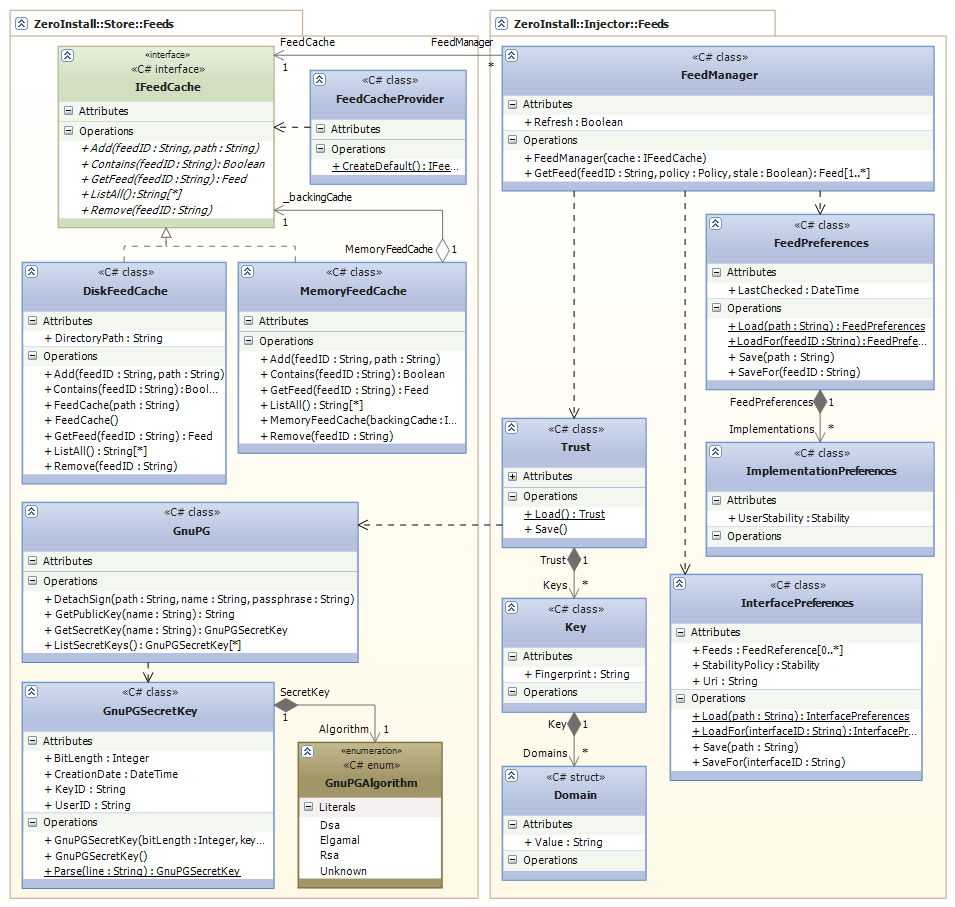 ZeroInstall::Store::Feeds
«interface»
«C# interface»
IFeedCache
Attributes
Operations
+ Add(feedID : String, path : String)
+ Contains(feedID : String) : Boolean
+ GetFeed(feedID : String) : Feed
+ ListAll() : String[*]
+ Remove(feedID : String)
FeedCache
1
FeedManager
*
«C# class»
FeedCacheProvider
Attributes
Operations
+ CreateDefault() : IFee...
_backingCache
1
MemoryFeedCache
1
«C# class»
DiskFeedCache
Attributes
+ DirectoryPath : String
Operations
+ Add(feedID : String, path : String)
+ Contains(feedID : String) : Bool...
+ FeedCache(path : String)
+ FeedCache()
+ GetFeed(feedID : String) : Feed
+ ListAll() : String[*]
+ Remove(feedID : String)
«C# class»
MemoryFeedCache
Attributes
Operations
+ Add(feedID : String, path : String)
+ Contains(feedID : String) : Boolean
+ GetFeed(feedID : String) : Feed
+ ListAll() : String[*]
+ MemoryFeedCache(backingCache : I...
+ Remove(feedID : String)
«C# class»
GnuPG
Attributes
Operations
+ DetachSign(path : String, name : String, passphrase : String)
+ GetPublicKey(name : String) : String
+ GetSecretKey(name : String) : GnuPGSecretKey
+ ListSecretKeys() : GnuPGSecretKey[*]
«C# class»
GnuPGSecretKey
Attributes
+ BitLength : Integer
+ CreationDate : DateTime
+ KeyID : String
+ UserID : String
Operations
+ GnuPGSecretKey(bitLength : Integer, key...
+ GnuPGSecretKey()
+ Parse(line : String) : GnuPGSecretKey
SecretKey
1
Algorithm
1
«enumeration»
«C# enum»
GnuPGAlgorithm
Literals
Dsa
Elgamal
Rsa
Unknown
ZeroInstall::Injector::Feeds
«C# class»
FeedManager
Attributes
+ Refresh : Boolean
Operations
+ FeedManager(cache : IFeedCache)
+ GetFeed(feedID : String, policy : Policy, stale : Boolean) : Feed[1..*]
«C# class»
FeedPreferences
Attributes
+ LastChecked : DateTime
Operations
+ Load(path : String) : FeedPreferences
+ LoadFor(feedID : String) : FeedPrefe...
+ Save(path : String)
+ SaveFor(feedID : String)
FeedPreferences
1
Implementations
*
«C# class»
ImplementationPreferences
Attributes
+ UserStability : Stability
Operations
«C# class»
Trust
Attributes
Operations
+ Load() : Trust
+ Save()
Trust
1
Keys
*
«C# class»
Key
Attributes
+ Fingerprint : String
Operations
Key
1
Domains
*
«C# struct»
Domain
Attributes
+ Value : String
Operations
«C# class»
InterfacePreferences
Attributes
+ Feeds : FeedReference[0..*]
+ StabilityPolicy : Stability
+ Uri : String
Operations
+ Load(path : String) : InterfacePreferences
+ LoadFor(interfaceID : String) : InterfacePr...
+ Save(path : String)
+ SaveFor(interfaceID : String)